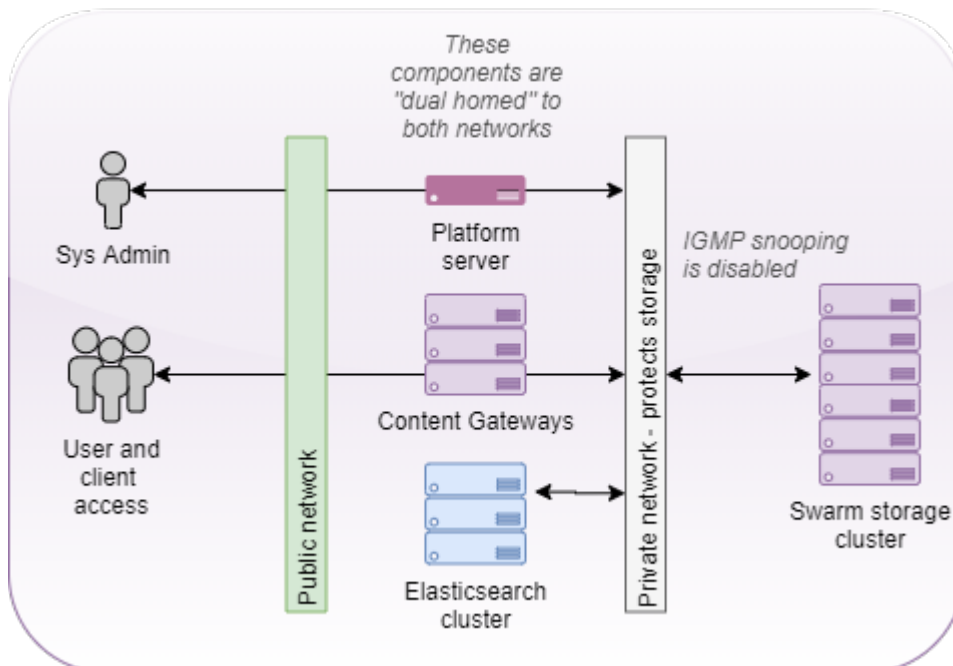 These
components are
"dual homed" to
both networks
Sys Admin
Platform
server
IGMP snooping
is disabled
User and
client
access
Public network
Content Gateways
Private network - protects storage
Elasticsearch
cluster
Swarm storage
cluster